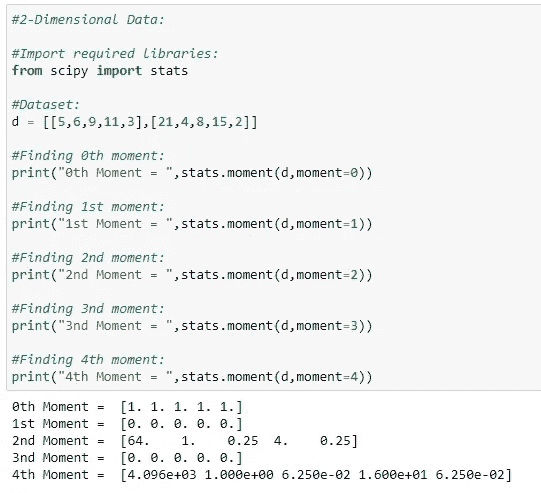 #2-Dimensional Data:
#Import required libraries:
from scipy import stats
#Dataset:
d = [[5,6,9,11,3],[21,4,8,15,2]]
#Finding 0th moment:
print("0th Moment = ",stats.moment(d,moment=0))
#Finding 1st moment:
print("1st Moment = ",stats.moment(d,moment=1))
#Finding 2nd moment:
print("2nd Moment = ",stats.moment(d,moment=2))
#Finding 3nd moment:
print("3nd Moment = ",stats.moment(d,moment=3))
#Finding 4th moment:
print("4th Moment = ",stats.moment(d,moment=4))
0th Moment =  [1. 1. 1. 1. 1.]
1st Moment =  [0. 0. 0. 0. 0.]
2nd Moment =  [64.    1.    0.25  4.    0.25]
3nd Moment =  [0. 0. 0. 0. 0.]
4th Moment =  [4.096e+03 1.000e+00 6.250e-02 1.600e+01 6.250e-02]